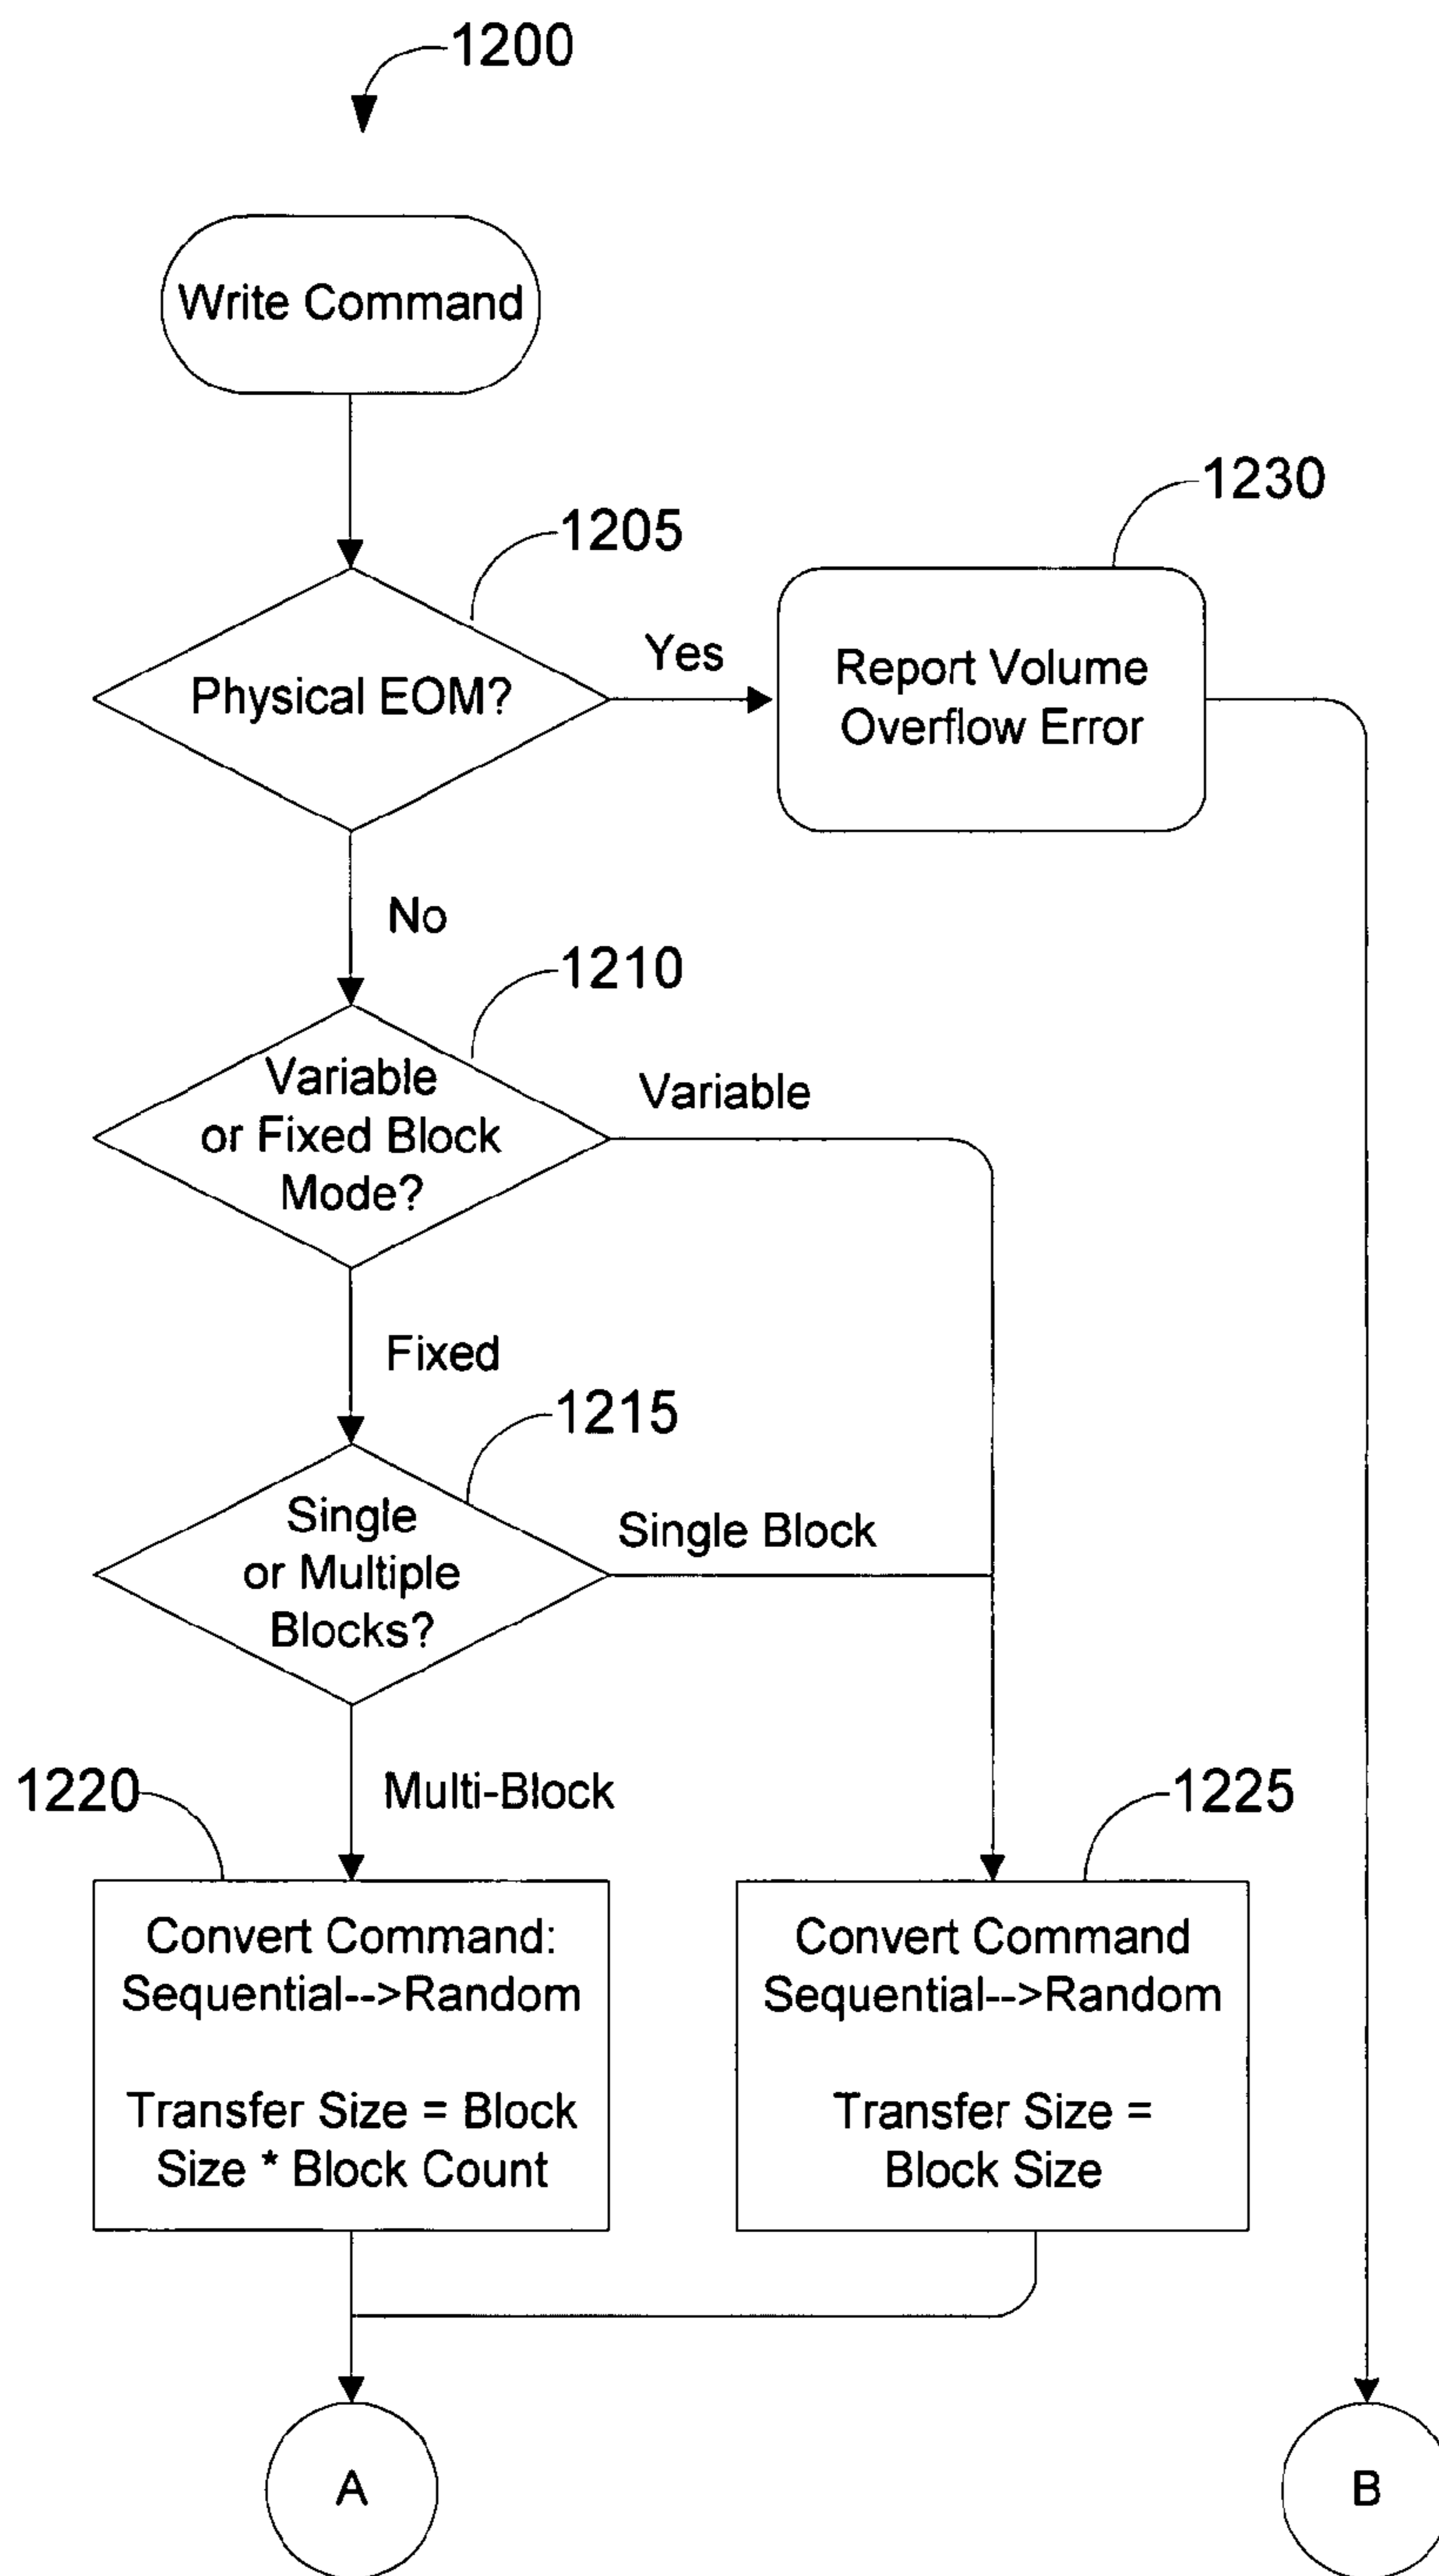 1200
Write Command
1230
1205
Yes
Report Volume
Overflow Error
Physical EOM?
No
1210
Variable
or Fixed Block
Mode?
Variable
Fixed
1215
Single
or Multiple
Blocks?
Single Block
1220
Multi-Block
1225
Convert Command:
Sequential-->Random
Transfer Size = Block
Size * Block Count
Convert Command
Sequential-->Random
Transfer Size =
Block Size
A
B